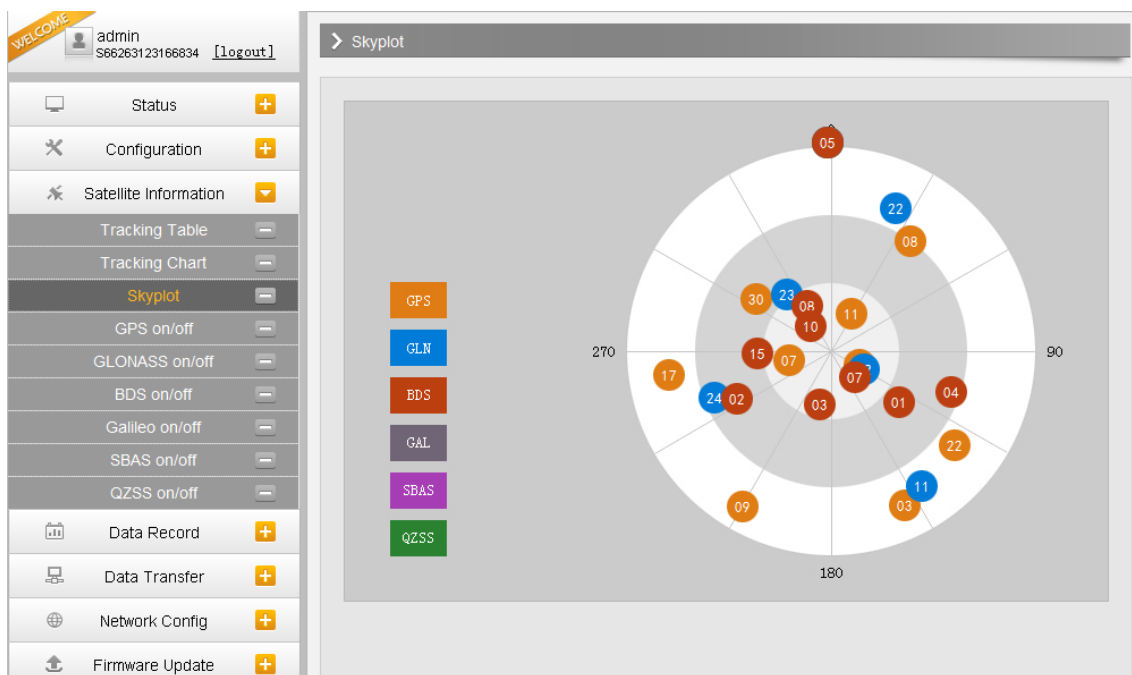 WELCOME
admin
S66263123166834 [logout]
Skyplot
Status
Configuration
Satellite Information
Tracking Table
Tracking Chart
Skyplot
GPS on/off
GLONASS on/off
BDS on/off
Galileo on/off
SBAS on/off
QZSS on/off
Data Record
Data Transfer
Network Config
Firmware Update
GPS
GLN
BDS
GAL
SBAS
QZSS
05
22
08
30
23
08
11
10
270
15
07
90
17
07
24
02
03
01
04
22
11
09
03
180